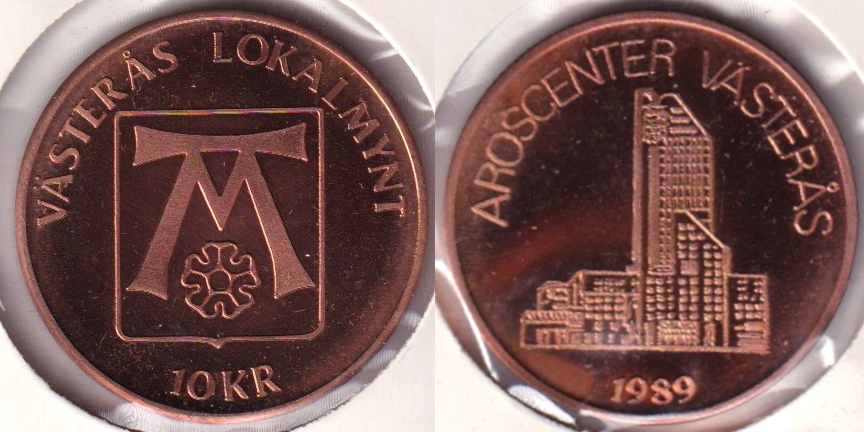 VÄSTERÅS LOKALMYNT
10KR
AROSCENTER VÄSTERÅS
1989